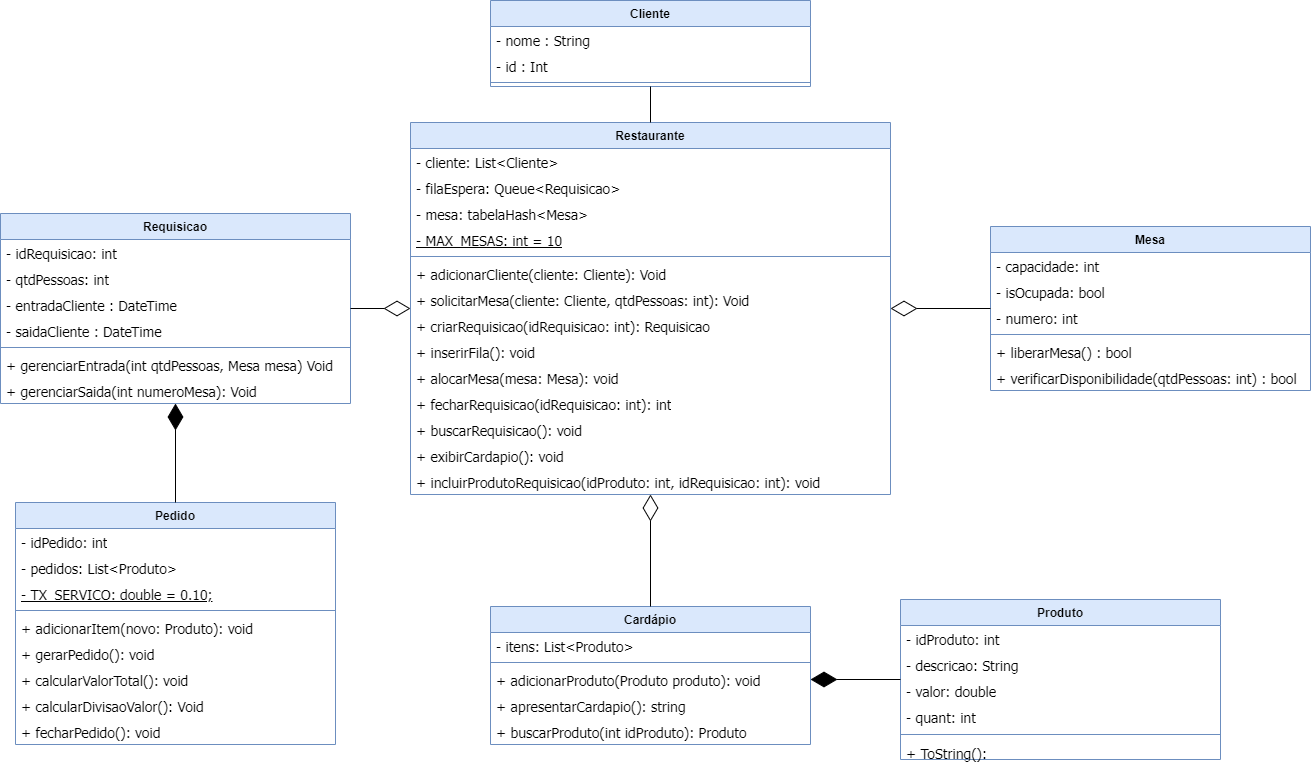 Cliente
- nome : String
- id : Int
Restaurante
- cliente: List<Cliente>
- filaEspera: Queue<Requisicao>
- mesa: tabelaHash<Mesa>
- MAX_MESAS: int = 10
+ adicionarCliente(cliente: Cliente): Void
+ solicitarMesa(cliente: Cliente, qtdPessoas: int): Void
+ criarRequisicao(idRequisicao: int): Requisicao
+ inserirFila(): void
+ alocarMesa(mesa: Mesa): void
+ fecharRequisicao(idRequisicao: int): int
+ buscarRequisicao(): void
+ exibirCardapio(): void
+ incluirProdutoRequisicao(idProduto: int, idRequisicao: int): void
Requisicao
- idRequisicao: int
- qtdPessoas: int
- entradaCliente : DateTime
- saidaCliente : DateTime
+ gerenciarEntrada(int qtdPessoas, Mesa mesa) Void
+ gerenciarSaida(int numeroMesa): Void
Mesa
- capacidade: int
- isOcupada: bool
- numero: int
+ liberarMesa() : bool
+ verificarDisponibilidade(qtdPessoas: int) : bool
Pedido
- idPedido: int
- pedidos: List<Produto>
- TX_SERVICO: double = 0.10;
+ adicionarItem(novo: Produto): void
+ gerarPedido(): void
+ calcularValorTotal(): void
+ calcularDivisaoValor(): Void
+ fecharPedido(): void
Cardápio
- itens: List<Produto>
+ adicionarProduto(Produto produto): void
+ apresentarCardapio(): string
+ buscarProduto(int idProduto): Produto
Produto
- idProduto: int
- descricao: String
- valor: double
- quant: int
+ ToString():